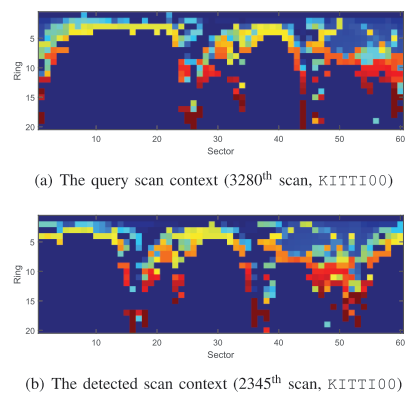 5
10
15
20
Ring
10 20 30 40 50 60
Sector
(a) The query scan context (3280th scan, KITTI00)
5
10
15
20
Ring
10 20 30 40 50 60
Sector
(b) The detected scan context (2345th scan, KITTI00)